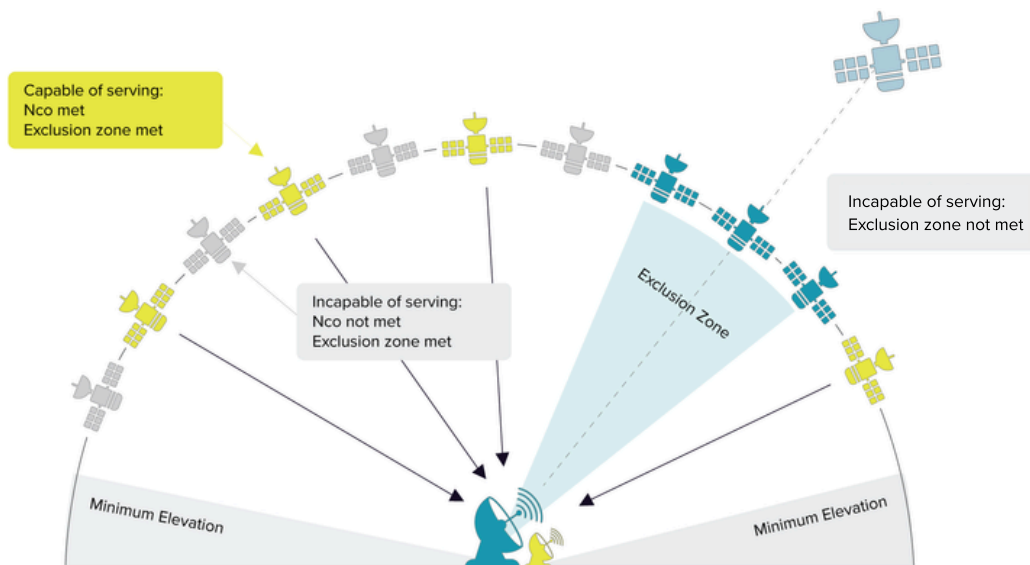 Capable of serving:
Nco met
Exclusion zone met
Incapable of serving:
Exclusion zone not met
Incapable of serving:
Nco not met
Exclusion zone met
Exclusion Zone
Minimum Elevation
Minimum Elevation